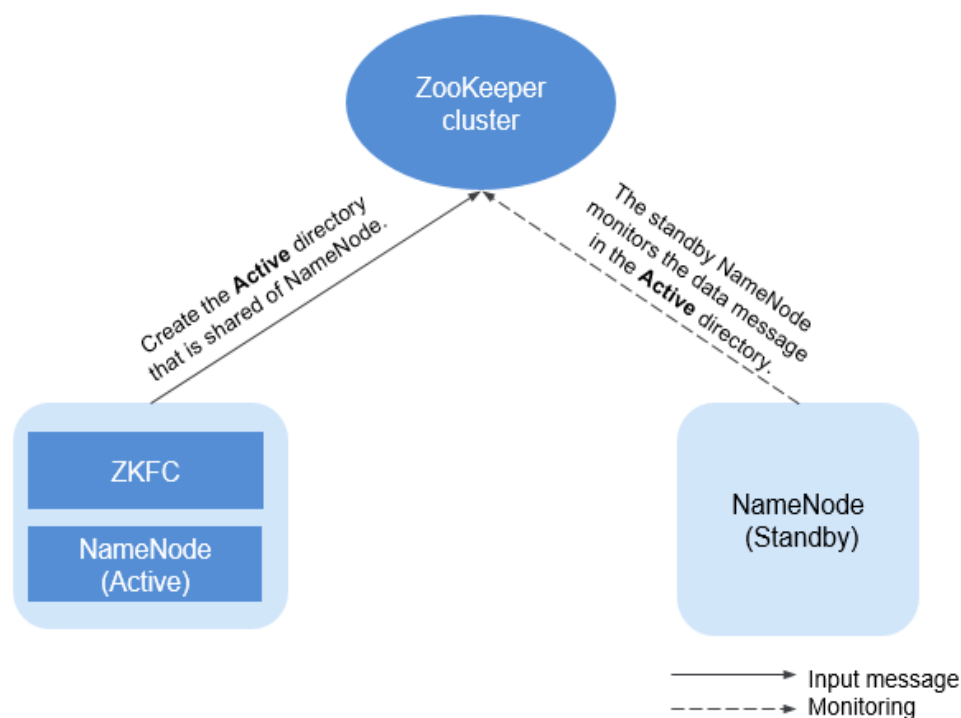 ZooKeeper
cluster
Create the Active directory
that is shared of NameNode.
The standby NameNode
monitors the data message
in the Active directory.
ZKFC
NameNode
(Active)
NameNode
(Standby)
Input message
Monitoring